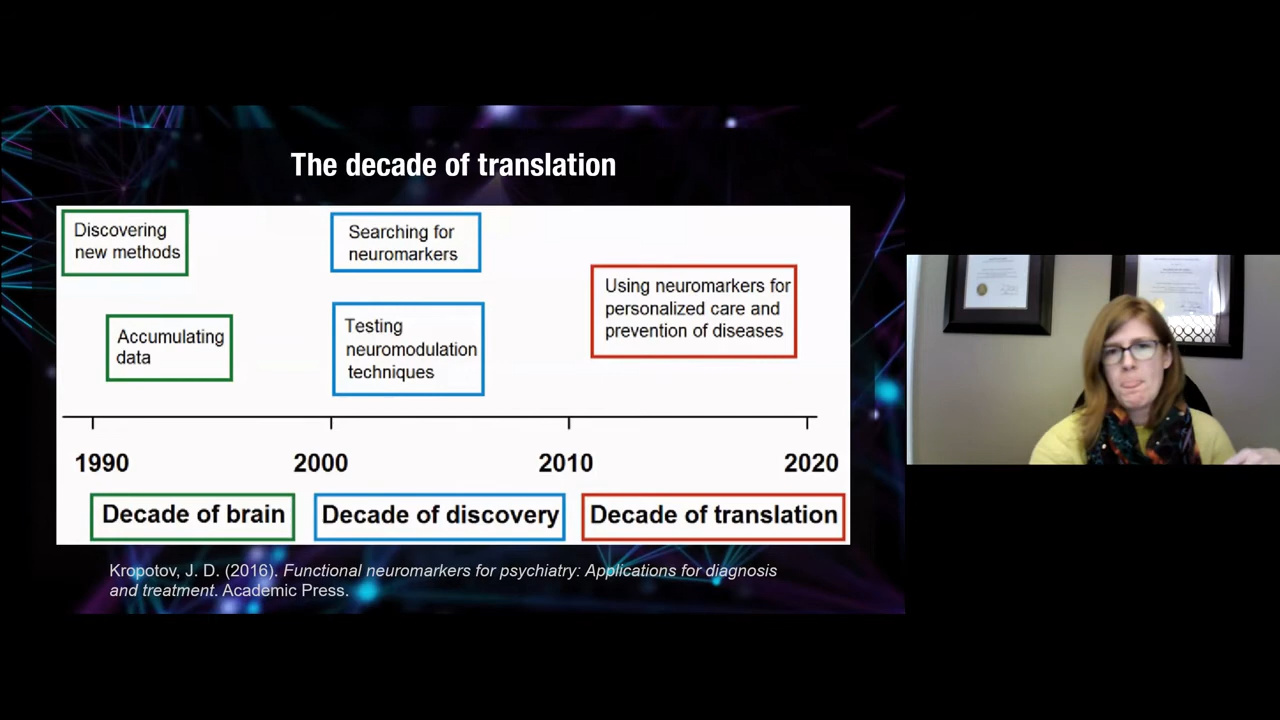 The decade of translation
Discovering
new methods
Accumulating
data
Searching for
neuromarkers
Testing
neuromodulation
techniques
Using neuromarkers for
personalized care and
prevention of diseases
1990
2000
2010
2020
Decade of brain
Decade of discovery
Decade of translation
Kropotov, J. D. (2016). Functional neuromarkers for psychiatry: Applications for diagnosis
and treatment. Academic Press.